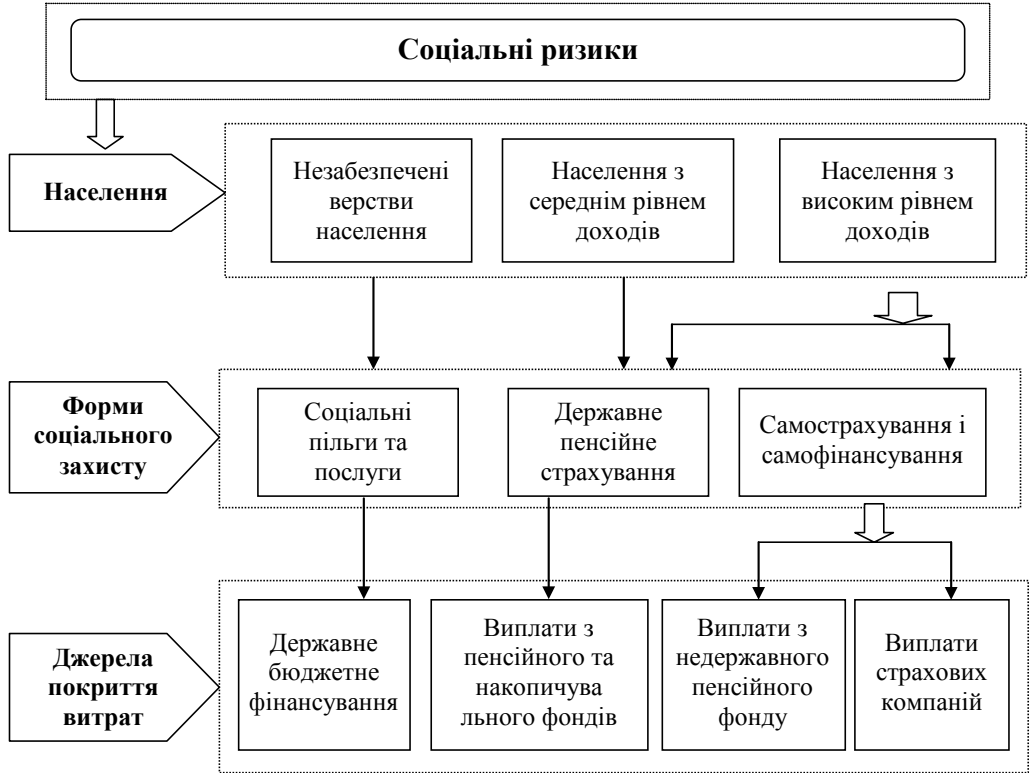 Соціальні ризики
Населення
Незабезпечені
верстви
населення
Населення з
середнім рівнем
доходів
Населення з
високим рівнем
доходів
Форми
соціального
захисту
Соціальні
пільги та
послуги
Державне
пенсійне
страхування
Самострахування і
самофінансування
Джерела
покриття
витрат
Державне
бюджетне
фінансування
Виплати з
пенсійного та
накопичува
льного фондів
Виплати з
недержавного
пенсійного
фонду
Виплати
страхових
компаній